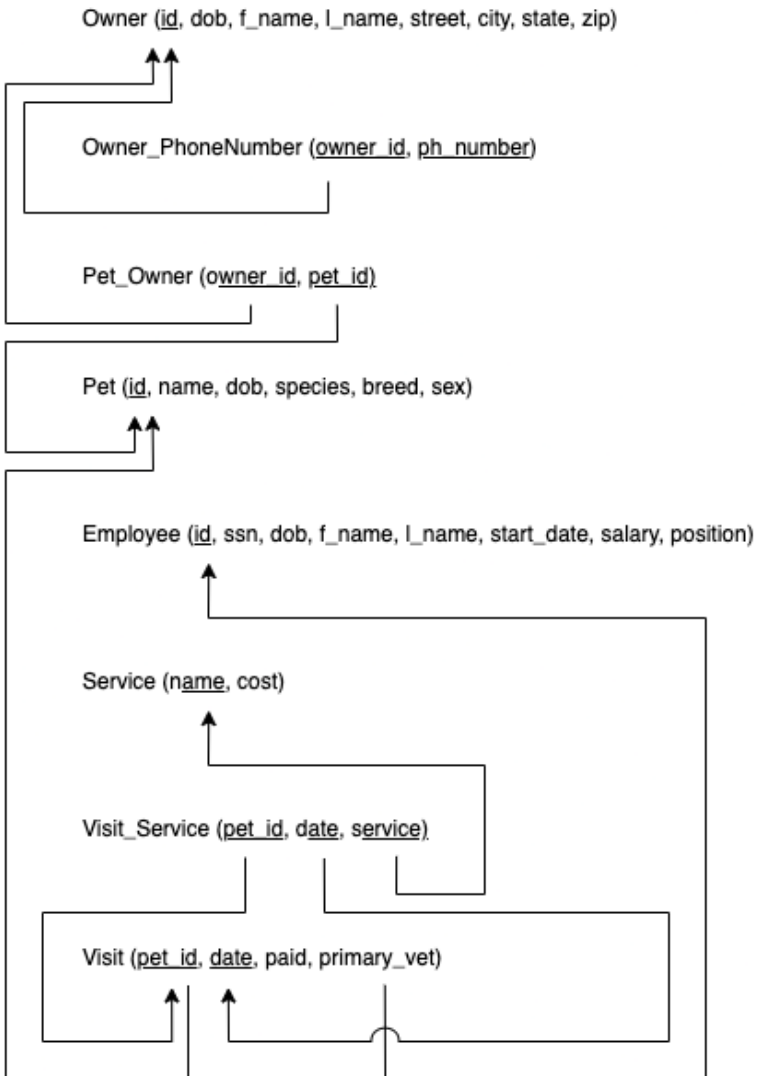 Owner (id, dob, f_name, l_name, street, city, state, zip)
Owner_PhoneNumber (owner_id, ph_number)
Pet_Owner (owner_id, pet_id)
Pet (id, name, dob, species, breed, sex)
Employee (id, ssn, dob, f_name, l_name, start_date, salary, position)
Service (name, cost)
Visit_Service (pet_id, date, service)
Visit (pet_id, date, paid, primary_vet)